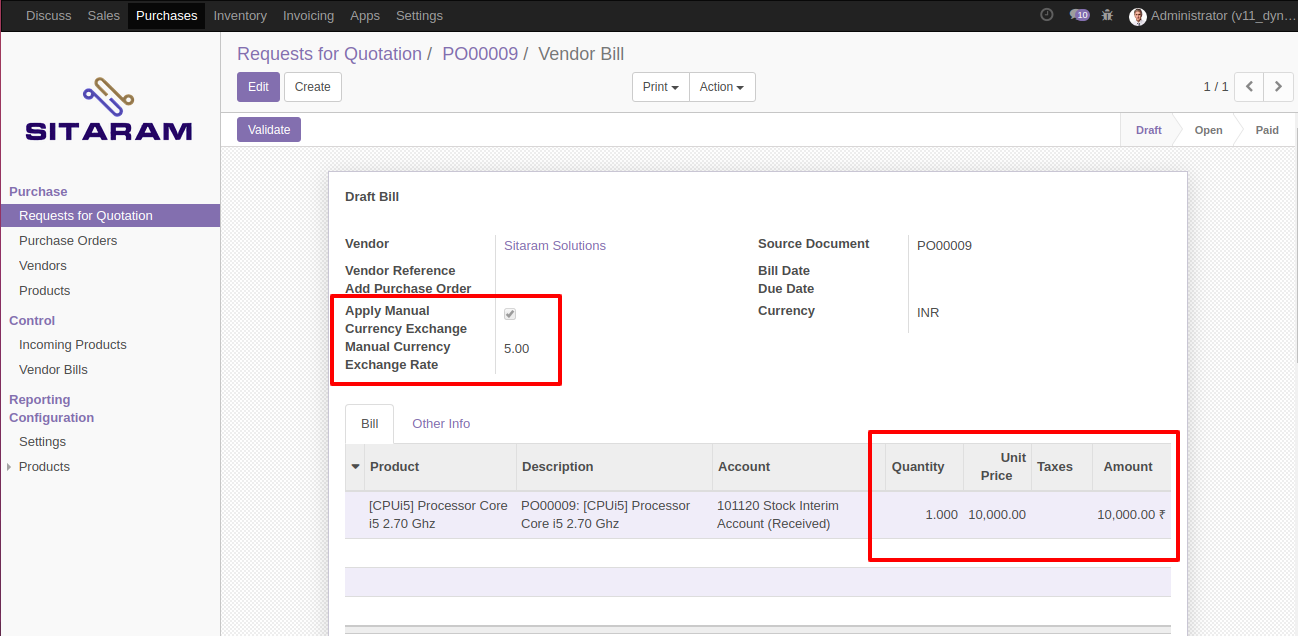 Discuss Sales Purchases Inventory Invoicing Apps Settings 10 Administrator (v11_dyn...
SITARAM
Purchase
Requests for Quotation
Purchase Orders
Vendors
Products
Control
Incoming Products
Vendor Bills
Reporting
Configuration
Settings
Products
Requests for Quotation / PO00009 / Vendor Bill
Edit Create Print Action 1 / 1
Validate Draft Open Paid
Draft Bill
Vendor Sitaram Solutions
Vendor Reference
Add Purchase Order
Apply Manual
Currency Exchange
Manual Currency
Exchange Rate
5.00
Source Document PO00009
Bill Date
Due Date
Currency INR
Bill Other Info
Product Description Account Quantity Unit
Price Taxes Amount
[CPUi5] Processor Core
i5 2.70 Ghz
PO00009: [CPUi5] Processor
Core i5 2.70 Ghz
101120 Stock Interim
Account (Received)
1.000 10,000.00 10,000.00 ₹